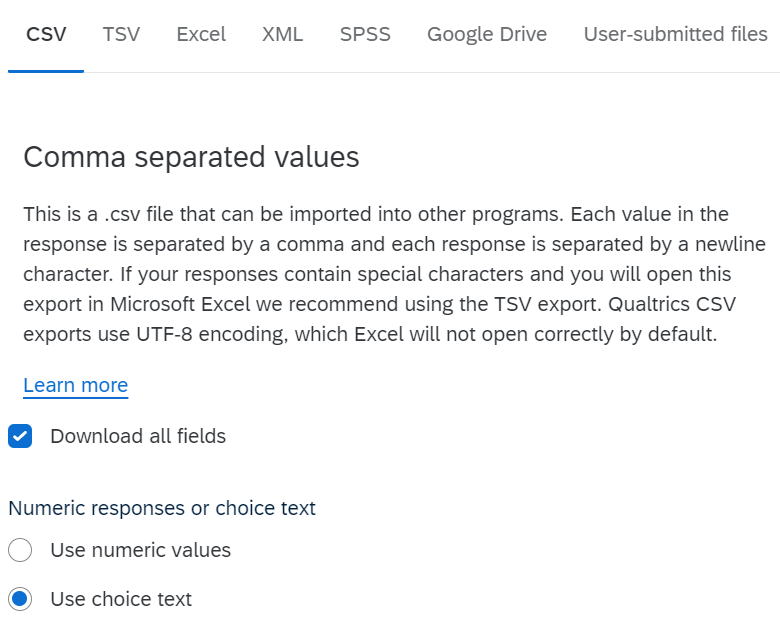 CSV TSV Excel XML SPSS Google Drive User-submitted files
Comma separated values
This is a .csv file that can be imported into other programs. Each value in the
response is separated by a comma and each response is separated by a newline
character. If your responses contain special characters and you will open this
export in Microsoft Excel we recommend using the TSV export. Qualtrics CSV
exports use UTF-8 encoding, which Excel will not open correctly by default.
Learn more
Download all fields
Numeric responses or choice text
Use numeric values
Use choice text